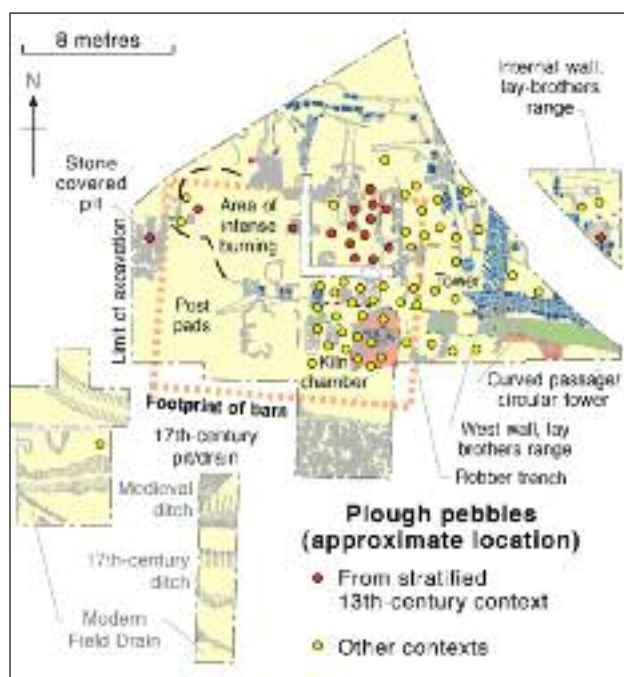 8 metres
N
Internal wall,
lay-brothers
range
Stone
covered
pit
Area of
intense
burning
Limit of excavation
Tower
Post
pads
Kiln
chamber
Footprint of barn
Curved passage/
circular tower
17th-century
pit/drain
West wall, lay
brothers range
Robber trench
Medieval
ditch
17th-century
ditch
Modern
Field Drain
Plough pebbles
(approximate location)
From stratified
13th-century context
Other contexts